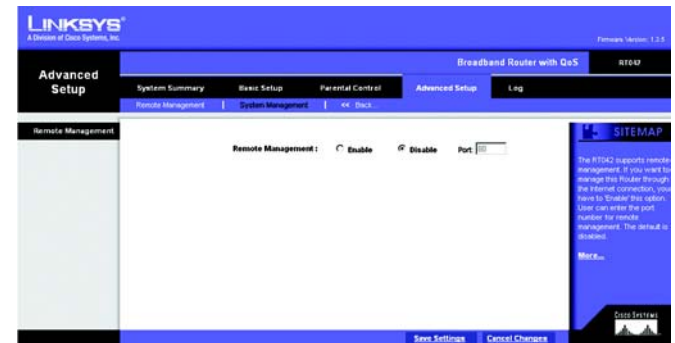 LINKSYS®
A Division of Cisco Systems, Inc.
Firmware Version: 1.3.5
Broadband Router with QoS
RT042
Advanced Setup
System Summary
Basic Setup
Parental Control
Advanced Setup
Log
Remote Management | System Management | << Back...
Remote Management
Remote Management : Enable Disable Port:
SITEMAP
The RT042 supports remote
management. If you want to
manage this Router through
the Internet connection, you
have to 'Enable' this option.
User can enter the port
number for remote
management. The default is
disabled.
More...
CISCO SYSTEMS
Save Settings
Cancel Changes